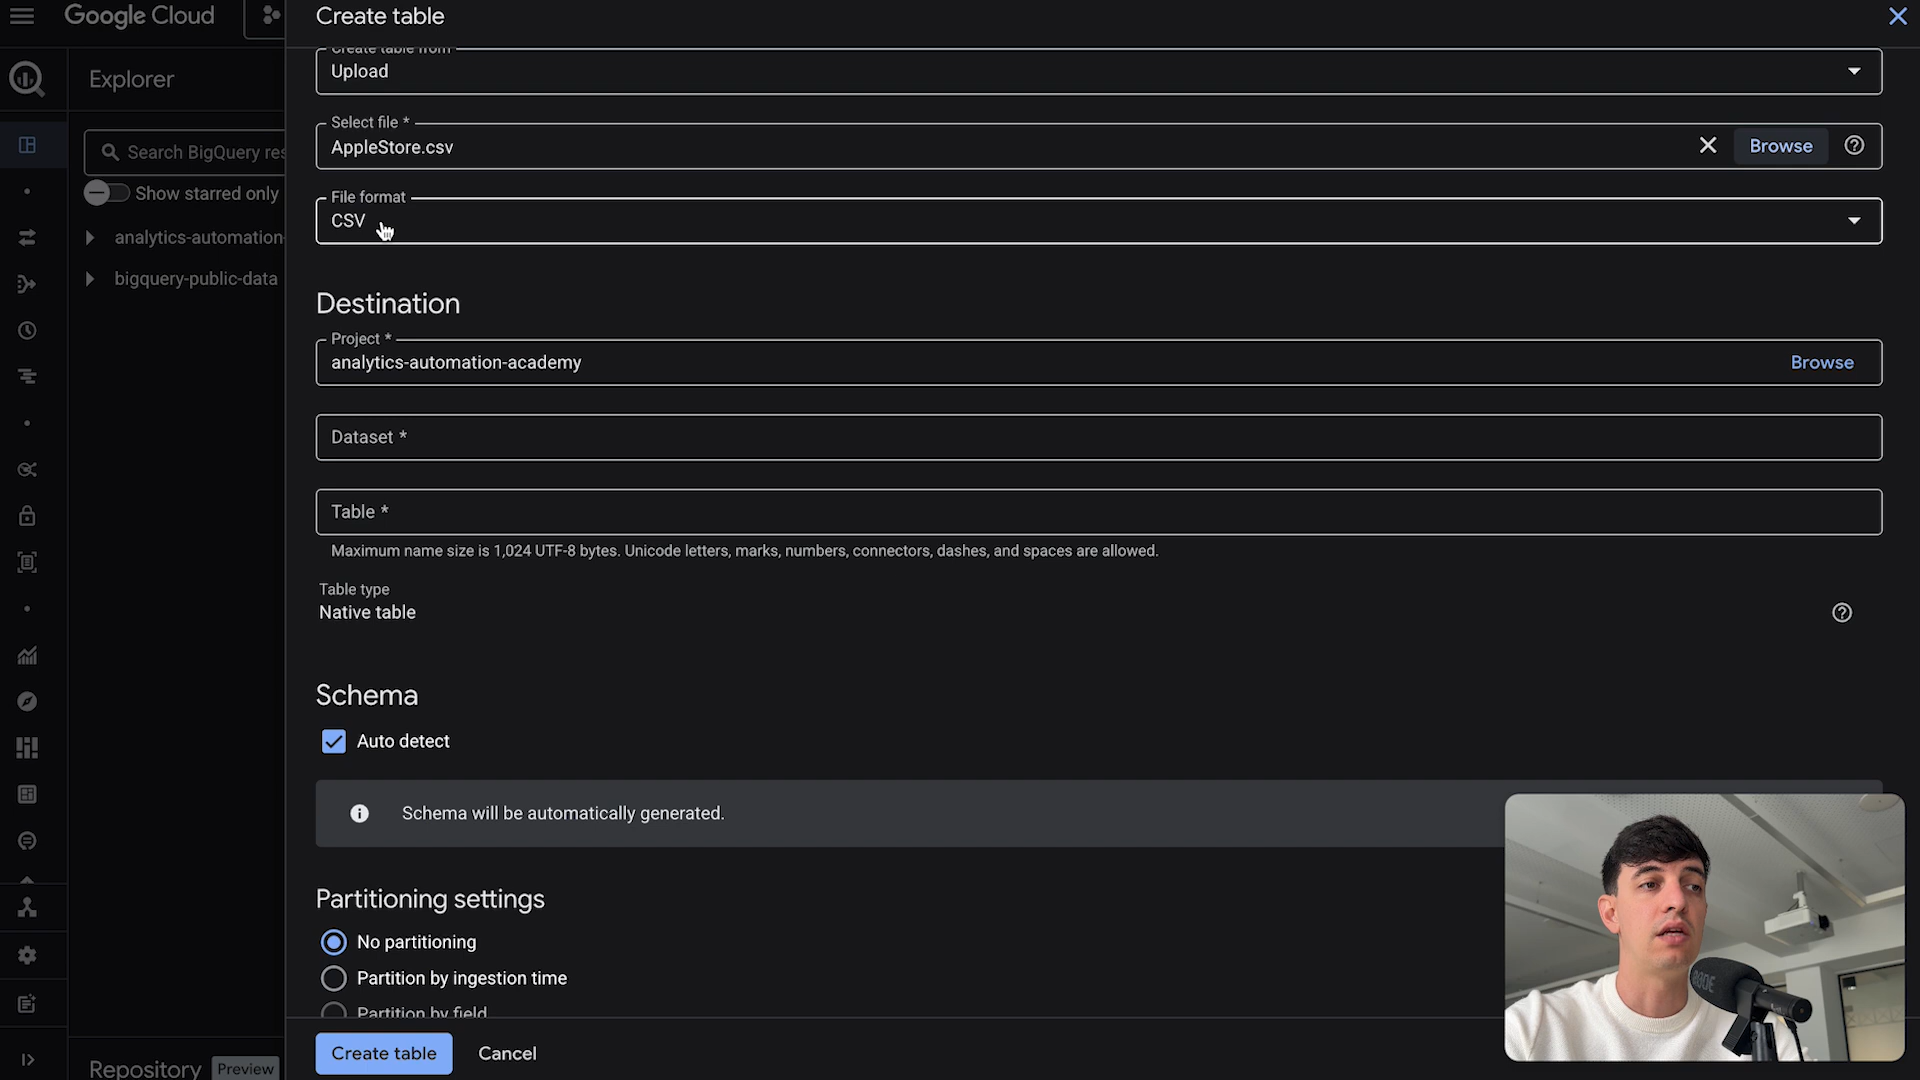 Google Cloud
Create table
Explorer
Create table from
Upload
Search BigQuery res
Select file *
AppleStore.csv
Browse
Show starred only
File format
CSV
analytics-automation-
bigquery-public-data
Destination
Project *
analytics-automation-academy
Browse
Dataset *
Table *
Maximum name size is 1,024 UTF-8 bytes. Unicode letters, marks, numbers, connectors, dashes, and spaces are allowed.
Table type
Native table
Schema
Auto detect
Schema will be automatically generated.
Partitioning settings
No partitioning
Partition by ingestion time
Partition by field
Create table
Cancel
Repository
Preview
RODE